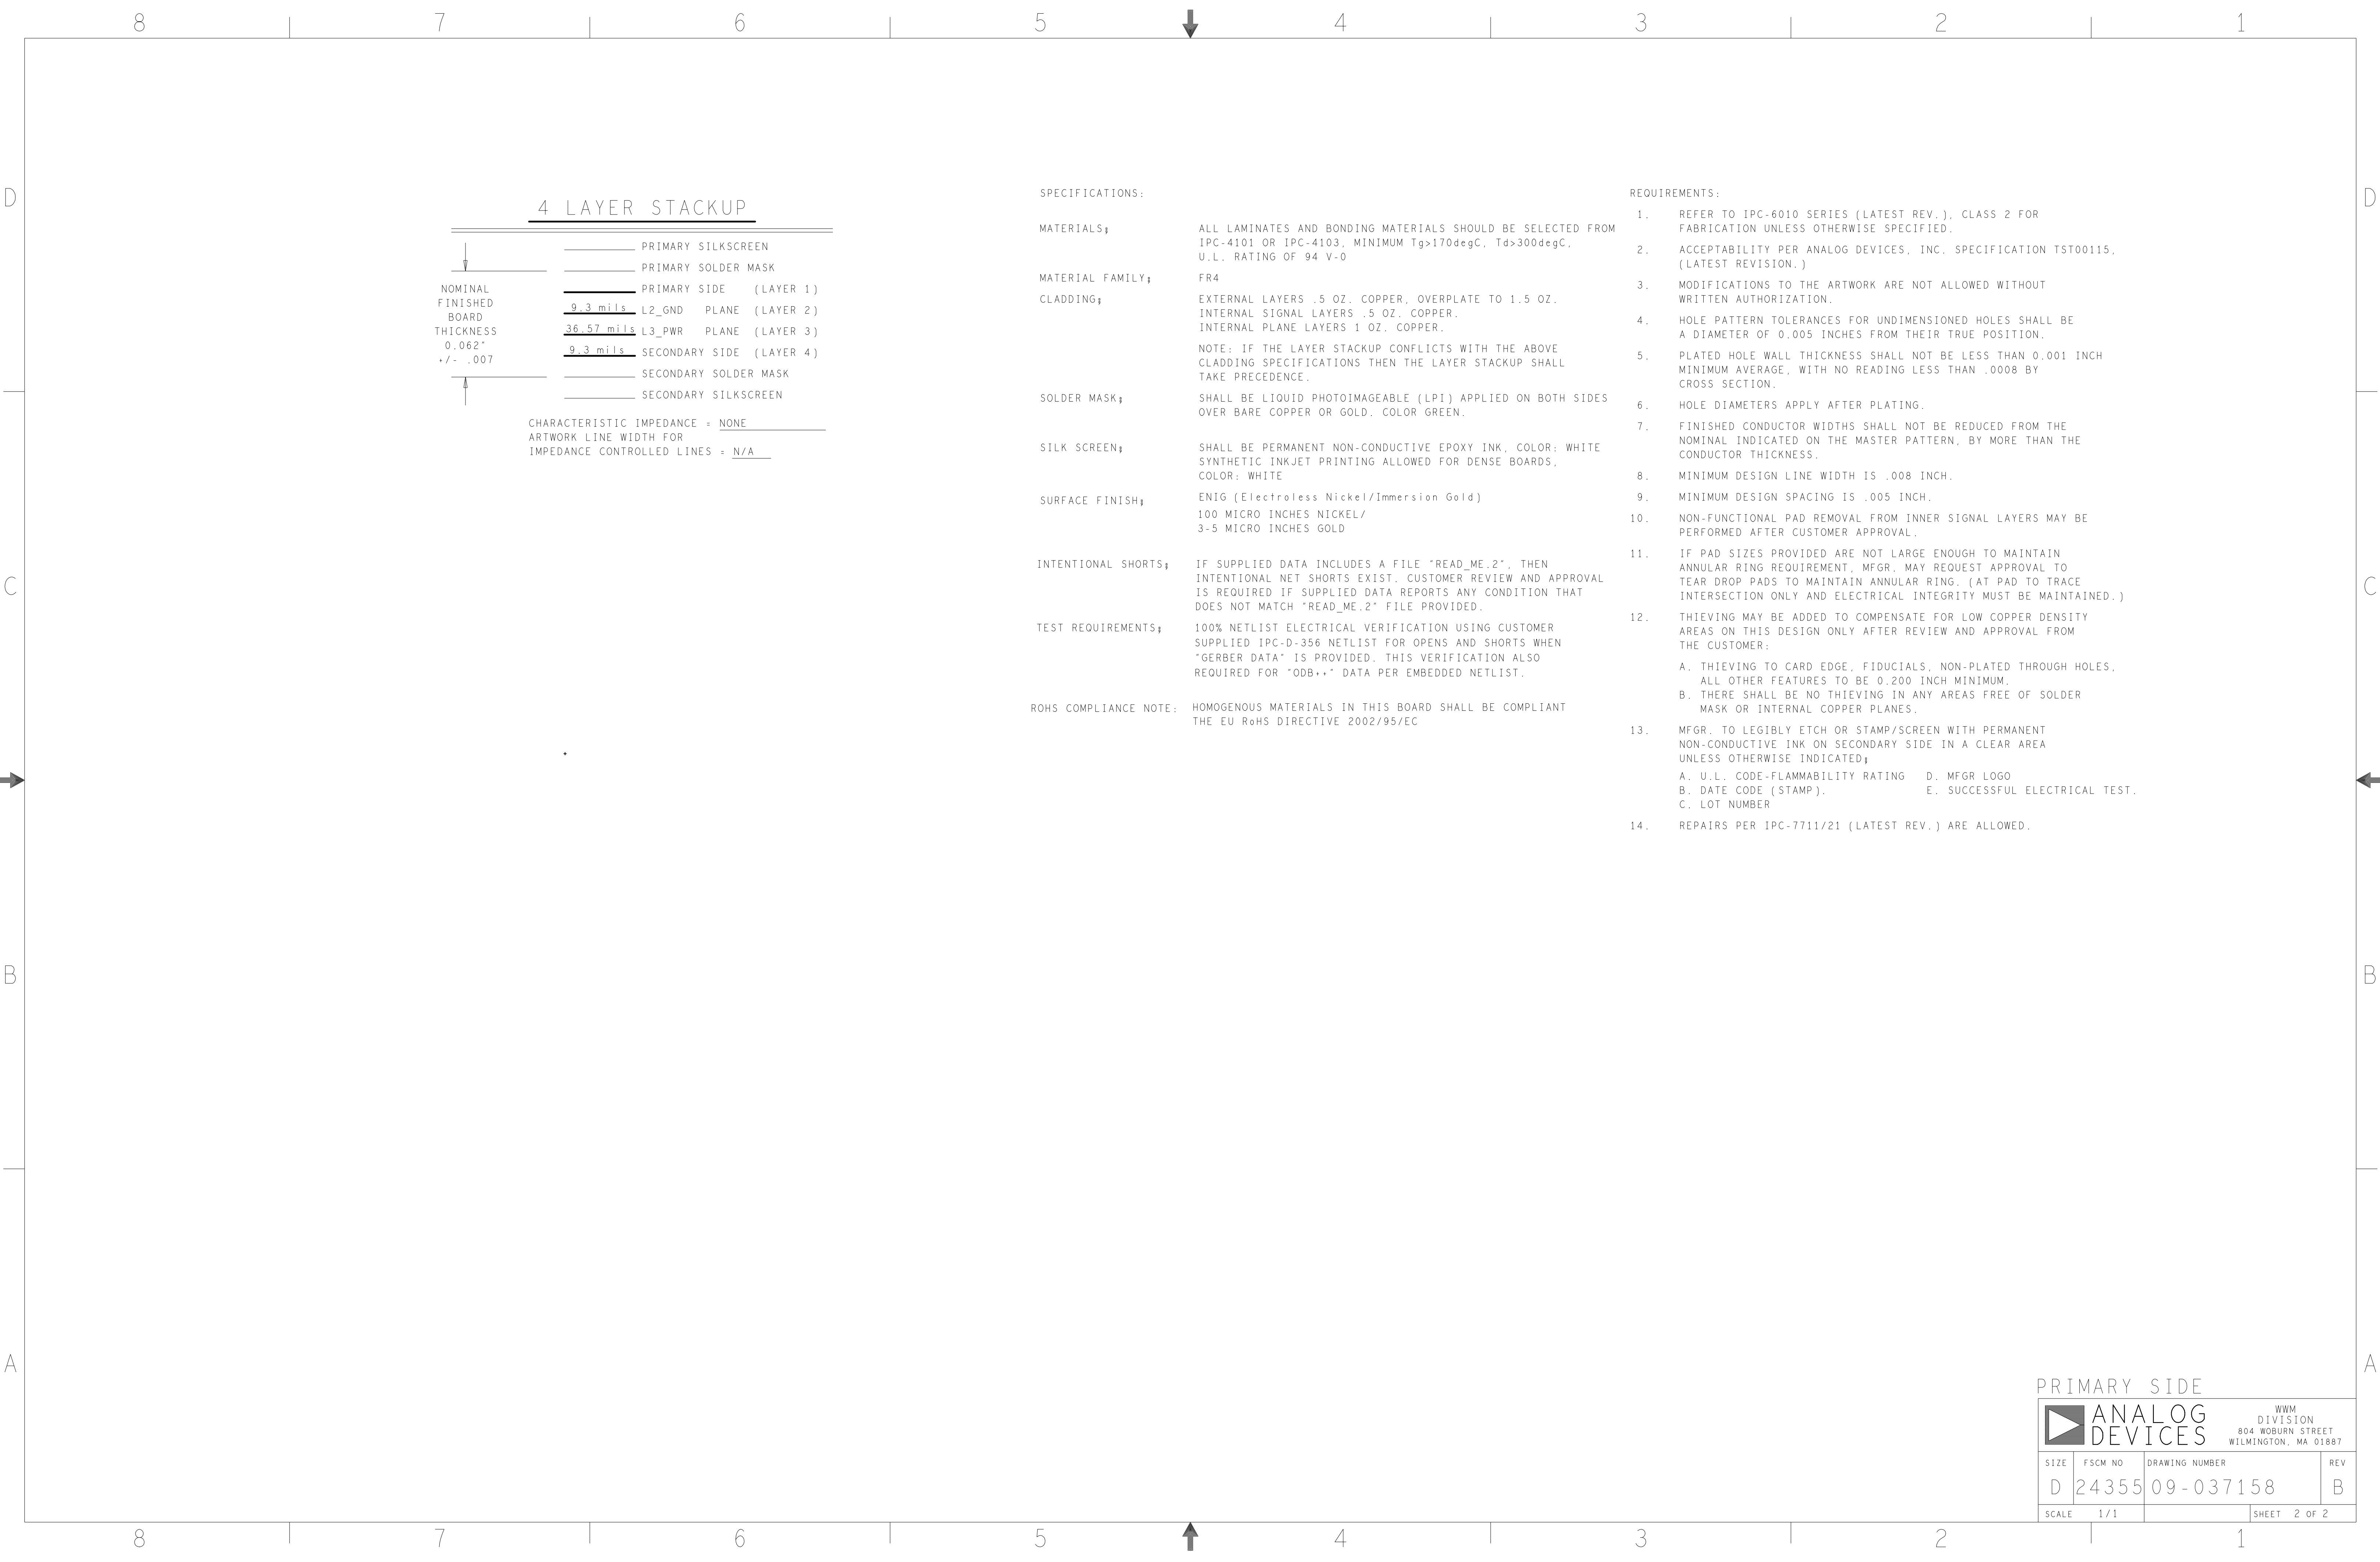 8 7 6 5 4 3 2 1
D
D
4 LAYER STACKUP
PRIMARY SILKSCREEN
PRIMARY SOLDER MASK
PRIMARY SIDE (LAYER 1)
9.3 mils L2_GND PLANE (LAYER 2)
36.57 mils L3_PWR PLANE (LAYER 3)
9.3 mils SECONDARY SIDE (LAYER 4)
SECONDARY SOLDER MASK
SECONDARY SILKSCREEN
NOMINAL
FINISHED
BOARD
THICKNESS
0.062"
+/- .007
CHARACTERISTIC IMPEDANCE = NONE
ARTWORK LINE WIDTH FOR
IMPEDANCE CONTROLLED LINES = N/A
SPECIFICATIONS:
MATERIALS: ALL LAMINATES AND BONDING MATERIALS SHOULD BE SELECTED FROM
IPC-4101 OR IPC-4103, MINIMUM Tg>170degC, Td>300degC,
U.L. RATING OF 94 V-0
MATERIAL FAMILY: FR4
CLADDING: EXTERNAL LAYERS .5 OZ. COPPER, OVERPLATE TO 1.5 OZ.
INTERNAL SIGNAL LAYERS .5 OZ. COPPER.
INTERNAL PLANE LAYERS 1 OZ. COPPER.
NOTE: IF THE LAYER STACKUP CONFLICTS WITH THE ABOVE
CLADDING SPECIFICATIONS THEN THE LAYER STACKUP SHALL
TAKE PRECEDENCE.
SOLDER MASK: SHALL BE LIQUID PHOTOIMAGEABLE (LPI) APPLIED ON BOTH SIDES
OVER BARE COPPER OR GOLD. COLOR GREEN.
SILK SCREEN: SHALL BE PERMANENT NON-CONDUCTIVE EPOXY INK, COLOR: WHITE
SYNTHETIC INKJET PRINTING ALLOWED FOR DENSE BOARDS,
COLOR: WHITE
SURFACE FINISH: ENIG (Electroless Nickel/Immersion Gold)
100 MICRO INCHES NICKEL/
3-5 MICRO INCHES GOLD
INTENTIONAL SHORTS: IF SUPPLIED DATA INCLUDES A FILE "READ_ME.2", THEN
INTENTIONAL NET SHORTS EXIST. CUSTOMER REVIEW AND APPROVAL
IS REQUIRED IF SUPPLIED DATA REPORTS ANY CONDITION THAT
DOES NOT MATCH "READ_ME.2" FILE PROVIDED.
TEST REQUIREMENTS: 100% NETLIST ELECTRICAL VERIFICATION USING CUSTOMER
SUPPLIED IPC-D-356 NETLIST FOR OPENS AND SHORTS WHEN
"GERBER DATA" IS PROVIDED. THIS VERIFICATION ALSO
REQUIRED FOR "ODB++" DATA PER EMBEDDED NETLIST.
ROHS COMPLIANCE NOTE: HOMOGENOUS MATERIALS IN THIS BOARD SHALL BE COMPLIANT
THE EU RoHS DIRECTIVE 2002/95/EC
REQUIREMENTS:
1. REFER TO IPC-6010 SERIES (LATEST REV.), CLASS 2 FOR
FABRICATION UNLESS OTHERWISE SPECIFIED.
2. ACCEPTABILITY PER ANALOG DEVICES, INC. SPECIFICATION TST00115,
(LATEST REVISION.)
3. MODIFICATIONS TO THE ARTWORK ARE NOT ALLOWED WITHOUT
WRITTEN AUTHORIZATION.
4. HOLE PATTERN TOLERANCES FOR UNDIMENSIONED HOLES SHALL BE
A DIAMETER OF 0.005 INCHES FROM THEIR TRUE POSITION.
5. PLATED HOLE WALL THICKNESS SHALL NOT BE LESS THAN 0.001 INCH
MINIMUM AVERAGE, WITH NO READING LESS THAN .0008 BY
CROSS SECTION.
6. HOLE DIAMETERS APPLY AFTER PLATING.
7. FINISHED CONDUCTOR WIDTHS SHALL NOT BE REDUCED FROM THE
NOMINAL INDICATED ON THE MASTER PATTERN, BY MORE THAN THE
CONDUCTOR THICKNESS.
8. MINIMUM DESIGN LINE WIDTH IS .008 INCH.
9. MINIMUM DESIGN SPACING IS .005 INCH.
10. NON-FUNCTIONAL PAD REMOVAL FROM INNER SIGNAL LAYERS MAY BE
PERFORMED AFTER CUSTOMER APPROVAL.
11. IF PAD SIZES PROVIDED ARE NOT LARGE ENOUGH TO MAINTAIN
ANNULAR RING REQUIREMENT, MFGR. MAY REQUEST APPROVAL TO
TEAR DROP PADS TO MAINTAIN ANNULAR RING. (AT PAD TO TRACE
INTERSECTION ONLY AND ELECTRICAL INTEGRITY MUST BE MAINTAINED.)
12. THIEVING MAY BE ADDED TO COMPENSATE FOR LOW COPPER DENSITY
AREAS ON THIS DESIGN ONLY AFTER REVIEW AND APPROVAL FROM
THE CUSTOMER:
A. THIEVING TO CARD EDGE, FIDUCIALS, NON-PLATED THROUGH HOLES,
ALL OTHER FEATURES TO BE 0.200 INCH MINIMUM.
B. THERE SHALL BE NO THIEVING IN ANY AREAS FREE OF SOLDER
MASK OR INTERNAL COPPER PLANES.
13. MFGR. TO LEGIBLY ETCH OR STAMP/SCREEN WITH PERMANENT
NON-CONDUCTIVE INK ON SECONDARY SIDE IN A CLEAR AREA
UNLESS OTHERWISE INDICATED:
A. U.L. CODE-FLAMMABILITY RATING D. MFGR LOGO
B. DATE CODE (STAMP). E. SUCCESSFUL ELECTRICAL TEST.
C. LOT NUMBER
14. REPAIRS PER IPC-7711/21 (LATEST REV.) ARE ALLOWED.
C
C
B
B
A
A
PRIMARY SIDE
ANALOG
DEVICES
WWM
DIVISION
804 WOBURN STREET
WILMINGTON, MA 01887
SIZE FSCM NO DRAWING NUMBER REV
D 24355 09-037158 B
SCALE 1/1 SHEET 2 OF 2
8 7 6 5 4 3 2 1